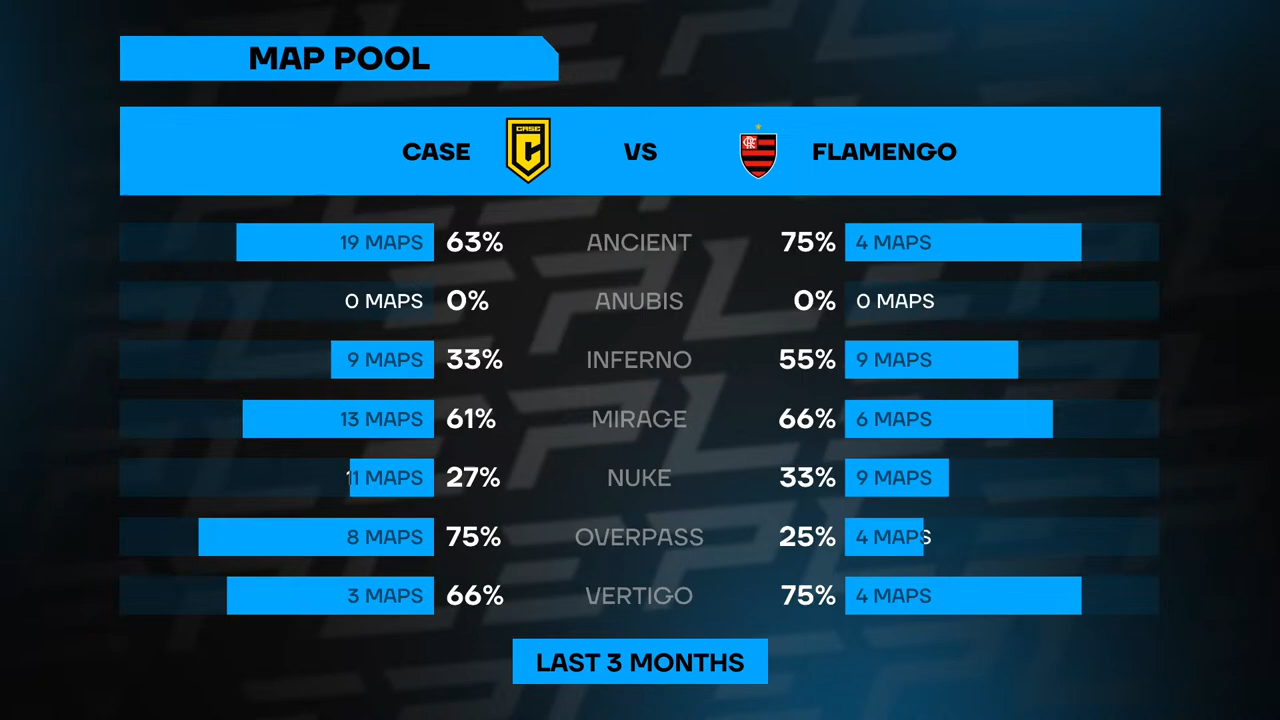 MAP POOL
CASE CASE VS FLAMENGO
19 MAPS 63% ANCIENT 75% 4 MAPS
0 MAPS 0% ANUBIS 0% 0 MAPS
9 MAPS 33% INFERNO 55% 9 MAPS
13 MAPS 61% MIRAGE 66% 6 MAPS
11 MAPS 27% NUKE 33% 9 MAPS
8 MAPS 75% OVERPASS 25% 4 MAPS
3 MAPS 66% VERTIGO 75% 4 MAPS
LAST 3 MONTHS